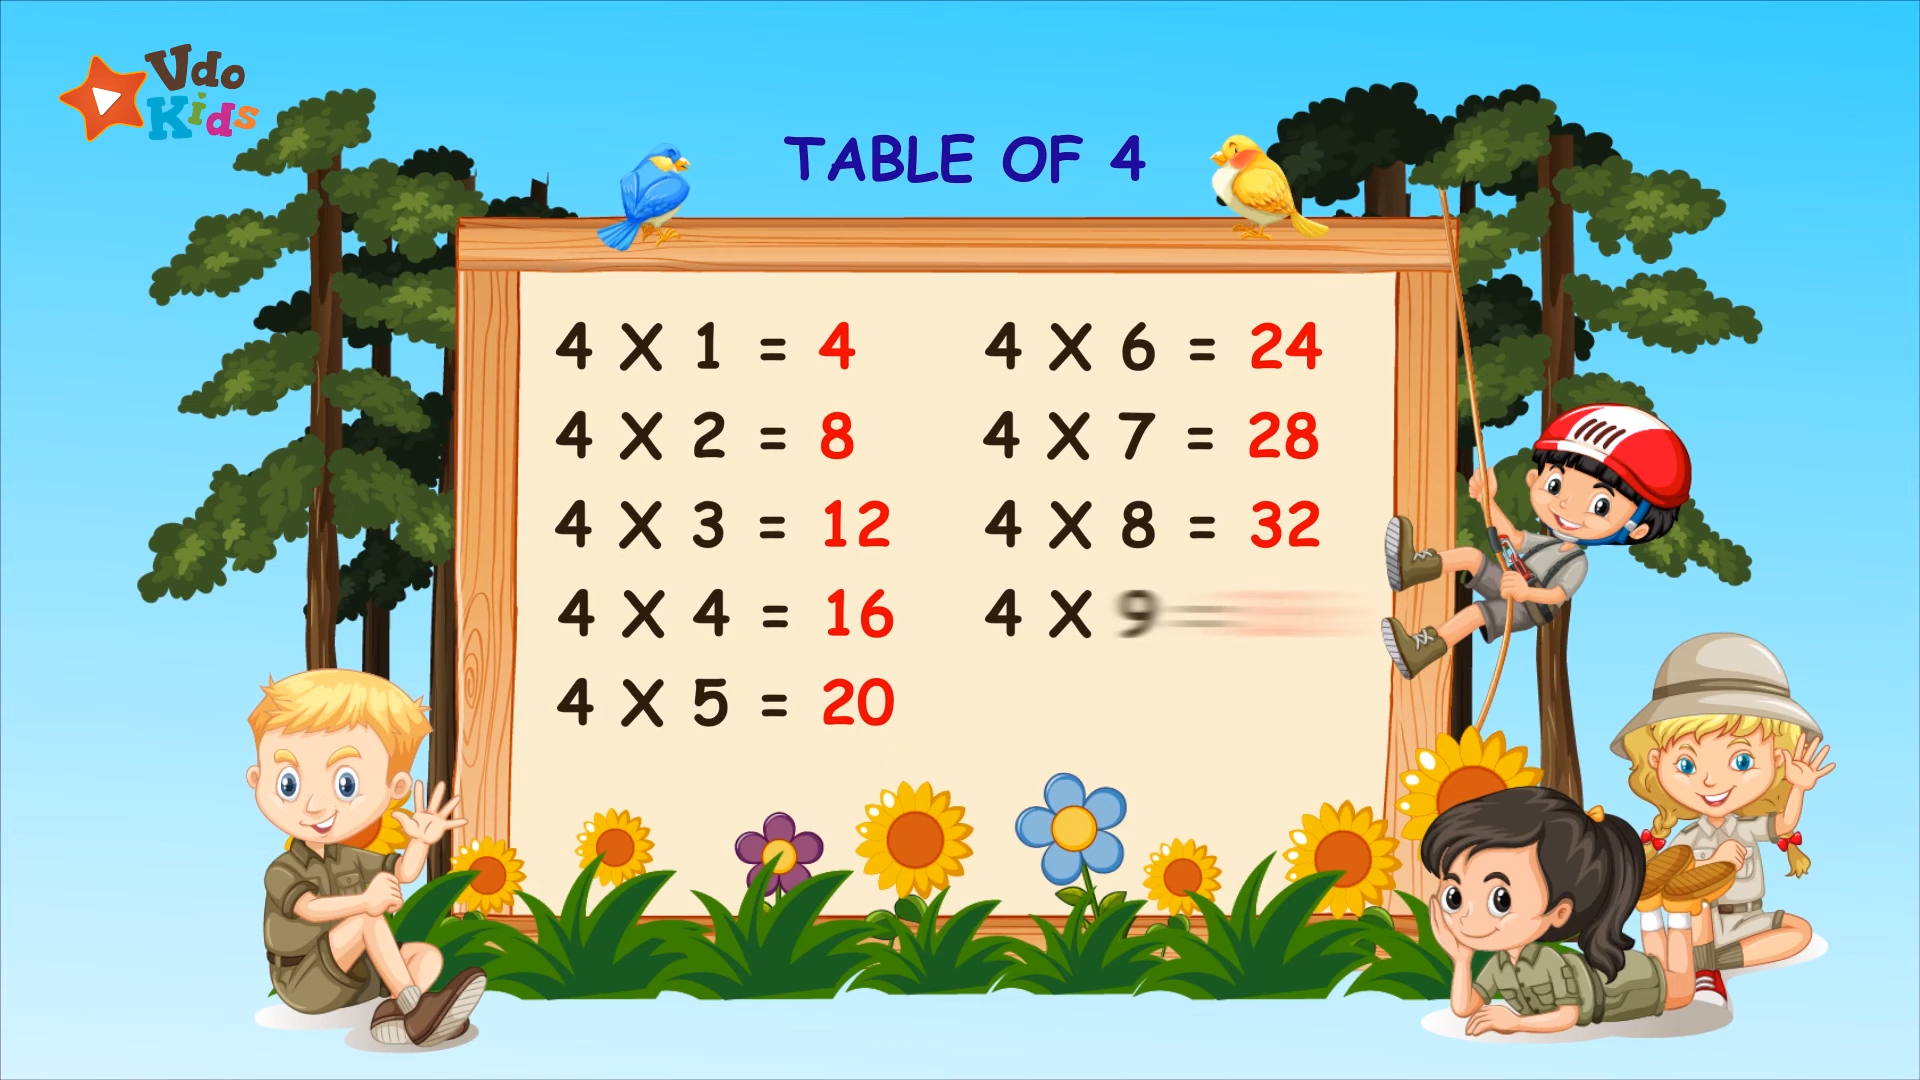 Vdo
Kids
TABLE OF 4
4 X 1 = 4
4 X 2 = 8
4 X 3 = 12
4 X 4 = 16
4 X 5 = 20
4 X 6 = 24
4 X 7 = 28
4 X 8 = 32
4 X 9 =